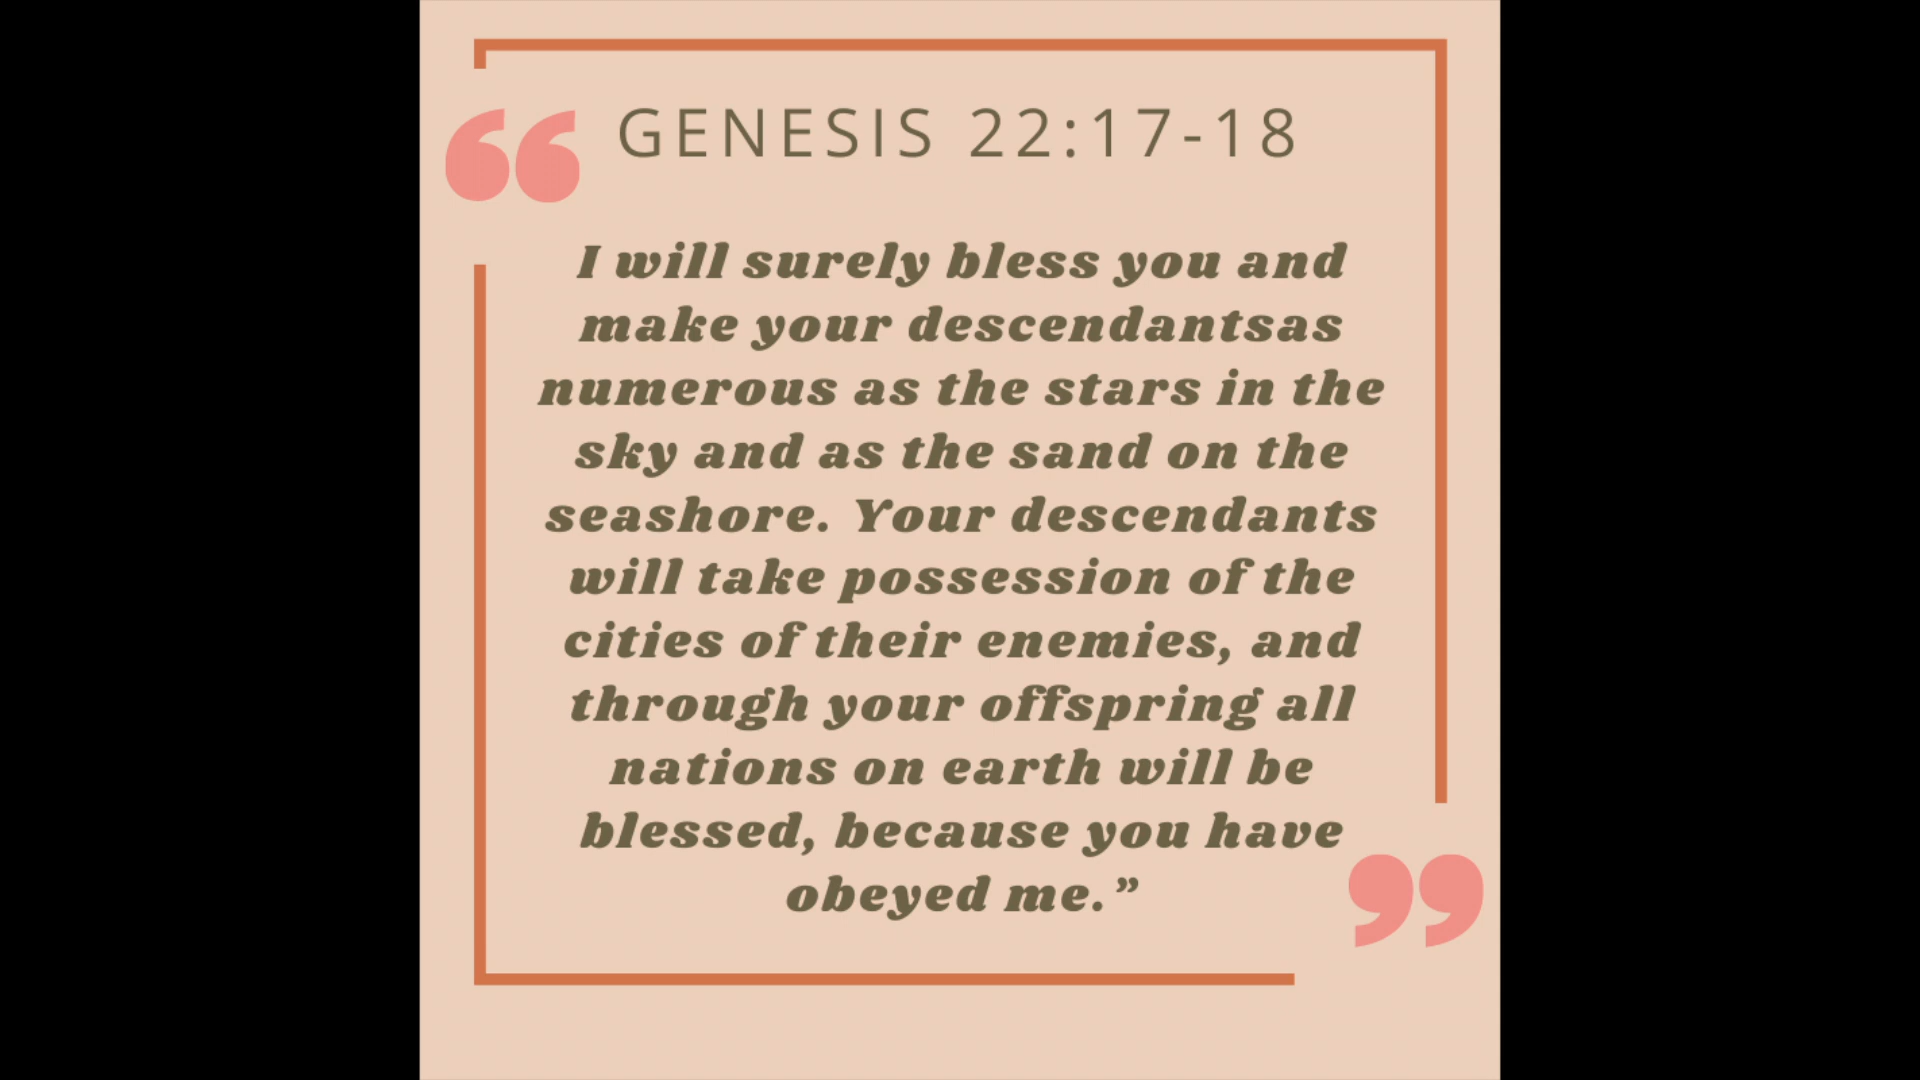 GENESIS 22:17-18
I will surely bless you and
make your descendantsas
numerous as the stars in the
sky and as the sand on the
seashore. Your descendants
will take possession of the
cities of their enemies, and
through your offspring all
nations on earth will be
blessed, because you have
obeyed me.”